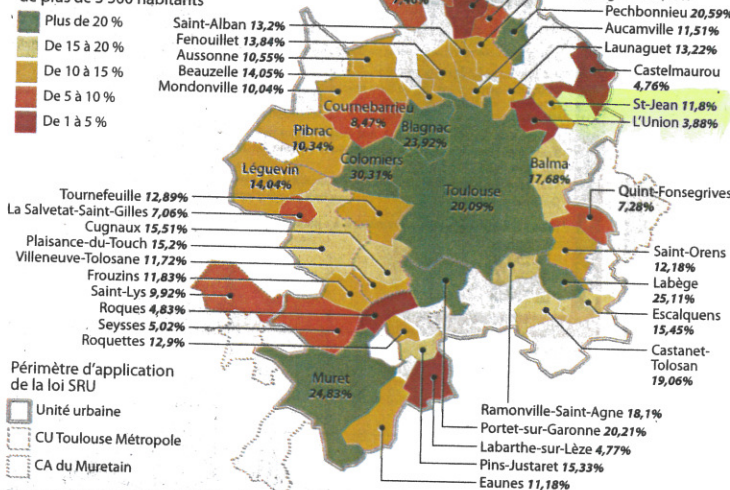 de plus de 3 500 habitants
Plus de 20 %
De 15 à 20 %
De 10 à 15 %
De 5 à 10 %
De 1 à 5 %
Saint-Alban 13,2%
Fenouillet 13,84%
Aussonne 10,55%
Beauzelle 14,05%
Mondonville 10,04%
Pechbonnieu 20,59%
Aucamville 11,51%
Launaguet 13,22%
Castelmaurou
4,76%
St-Jean 11,8%
L'Union 3,88%
Cournebarrieu
8,47%
Blagnac
23,92%
Pibrac
10,34%
Colomiers
30,31%
Léguevin
14,04%
Toulouse
20,09%
Balma
17,68%
Quint-Fonsegrives
7,28%
Tournefeuille 12,89%
La Salvetat-Saint-Gilles 7,06%
Cugnaux 15,51%
Plaisance-du-Touch 15,2%
Villeneuve-Tolosane 11,72%
Frouzins 11,83%
Saint-Lys 9,92%
Roques 4,83%
Seysses 5,02%
Roquettes 12,9%
Saint-Orens
12,18%
Labège
25,11%
Escalquens
15,45%
Castanet-
Tolosan
19,06%
Périmètre d'application
de la loi SRU
Unité urbaine
CU Toulouse Métropole
CA du Muretain
Muret
24,83%
Ramonville-Saint-Agne 18,1%
Portet-sur-Garonne 20,21%
Labarthe-sur-Lèze 4,77%
Pins-Justaret 15,33%
Eaunes 11,18%